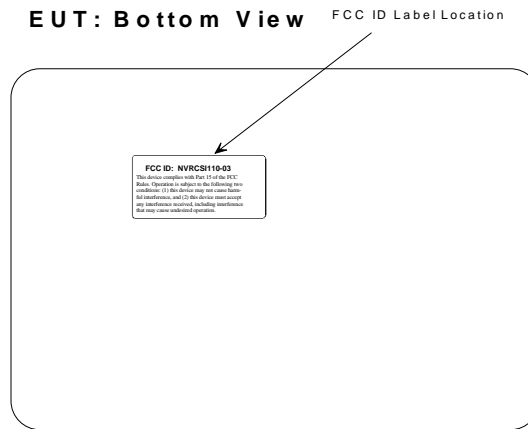 EUT: Bottom View
FCC ID Label Location
FCC ID: NVRCSI110-03
This device complies with Part 15 of the FCC
Rules. Operation is subject to the following two
conditions: (1) this device may not cause harm-
ful interference, and (2) this device must accept
any interference received, including interference
that may cause undesired operation.